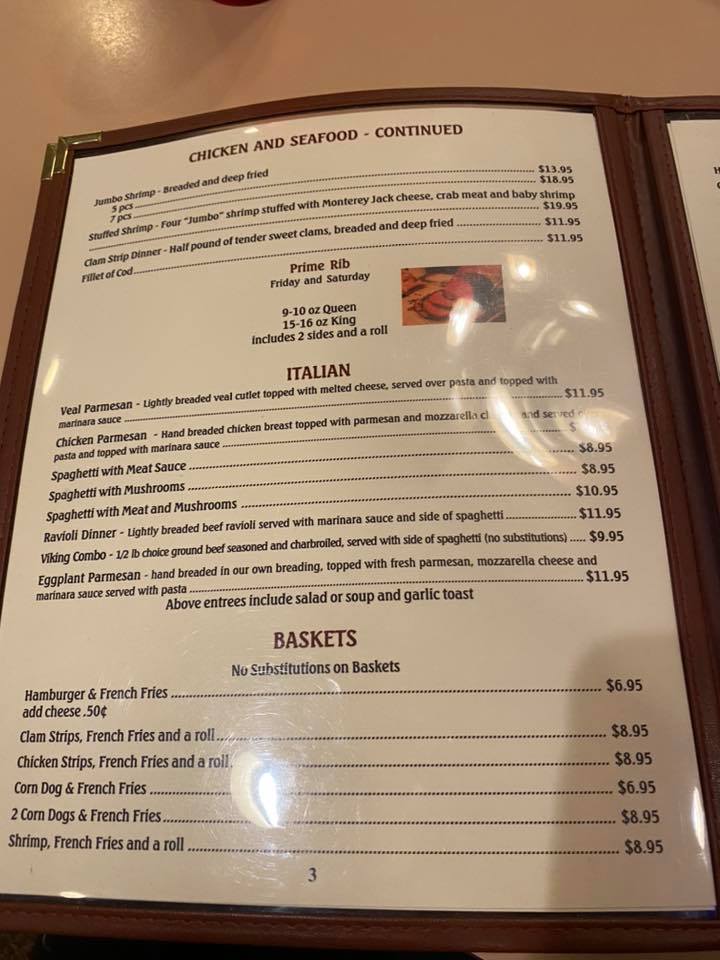 CHICKEN AND SEAFOOD - CONTINUED
Jumbo Shrimp - Breaded and deep fried
5 pcs ........ $13.95
7 pcs ........ $18.95
Stuffed Shrimp - Four "Jumbo" shrimp stuffed with Monterey Jack cheese, crab meat and baby shrimp
........ $19.95
Clam Strip Dinner - Half pound of tender sweet clams, breaded and deep fried ........ $11.95
Fillet of Cod ........ $11.95
Prime Rib
Friday and Saturday
9-10 oz Queen
15-16 oz King
includes 2 sides and a roll
ITALIAN
Veal Parmesan - Lightly breaded veal cutlet topped with melted cheese, served over pasta and topped with
marinara sauce ........ $11.95
Chicken Parmesan - Hand breaded chicken breast topped with parmesan and mozzarella and served
pasta and topped with marinara sauce ........ $
Spaghetti with Meat Sauce ........ $8.95
Spaghetti with Mushrooms ........ $8.95
Spaghetti with Meat and Mushrooms ........ $10.95
Ravioli Dinner - Lightly breaded beef ravioli served with marinara sauce and side of spaghetti ........ $11.95
Viking Combo - 1/2 lb choice ground beef seasoned and charbroiled, served with side of spaghetti (no substitutions) ..... $9.95
Eggplant Parmesan - hand breaded in our own breading, topped with fresh parmesan, mozzarella cheese and
marinara sauce served with pasta ........ $11.95
Above entrees include salad or soup and garlic toast
BASKETS
No Substitutions on Baskets
Hamburger & French Fries ........ $6.95
add cheese .50¢
Clam Strips, French Fries and a roll ........ $8.95
Chicken Strips, French Fries and a roll ........ $8.95
Corn Dog & French Fries ........ $6.95
2 Corn Dogs & French Fries ........ $8.95
Shrimp, French Fries and a roll ........ $8.95
3